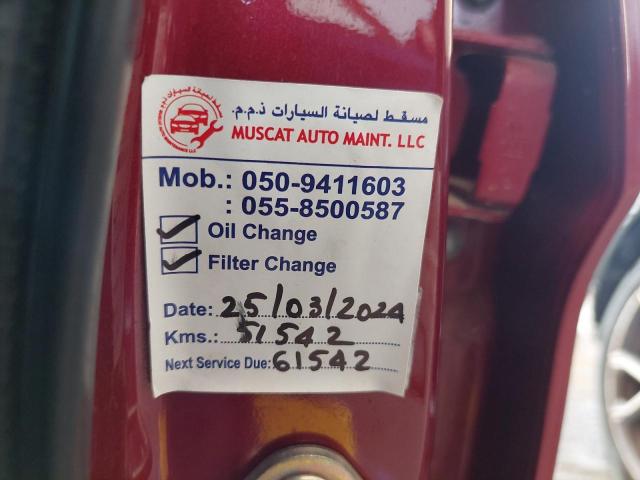 مسقط لصيانة السيارات ذ.م.م.
MUSCAT AUTO MAINT. LLC
Mob.: 050-9411603
: 055-8500587
Oil Change
Filter Change
Date: 25/03/2024
Kms.: 51542
Next Service Due: 61542